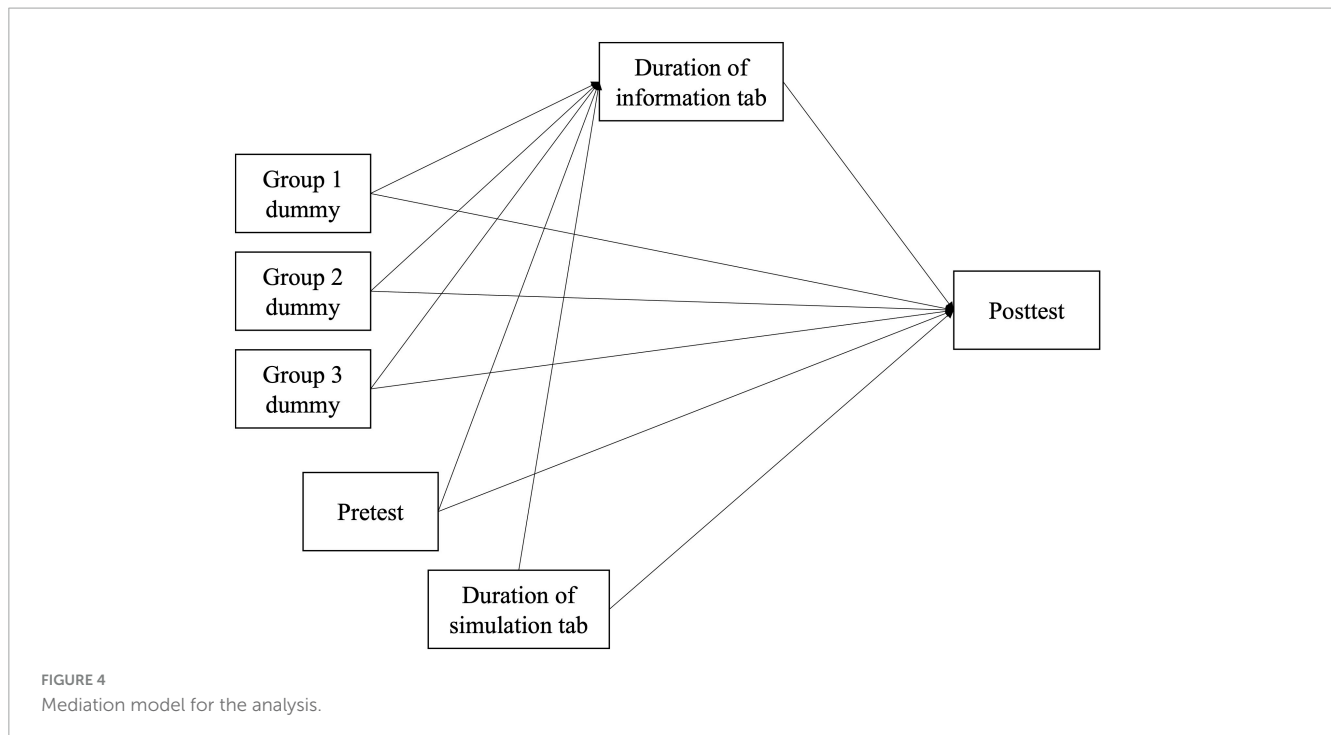 Duration of
information tab
Group 1
dummy
Group 2
dummy
Posttest
Group 3
dummy
Pretest
Duration of
simulation tab
FIGURE 4
Mediation model for the analysis.